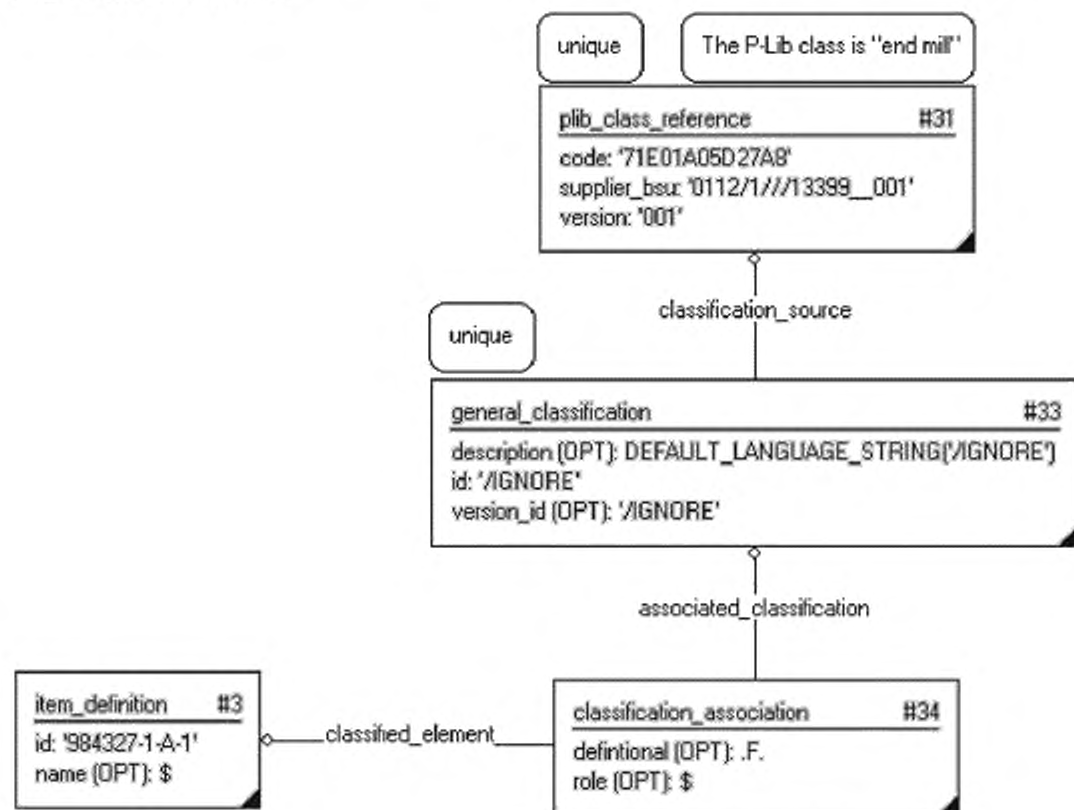 unique
The P-Lib class is "end mill"
plib_class_reference #31
code: '71E01A05D27A8'
supplier_bsu: '0112/1///13399__001'
version: '001'
classification_source
unique
general_classification #33
description (OPT): DEFAULT_LANGUAGE_STRING('/IGNORE')
id: '/IGNORE'
version_id (OPT): '/IGNORE'
associated_classification
item_definition #3
id: '984327-1-A-1'
name (OPT): $
classified_element
classification_association #34
defintional (OPT): .F.
role (OPT): $